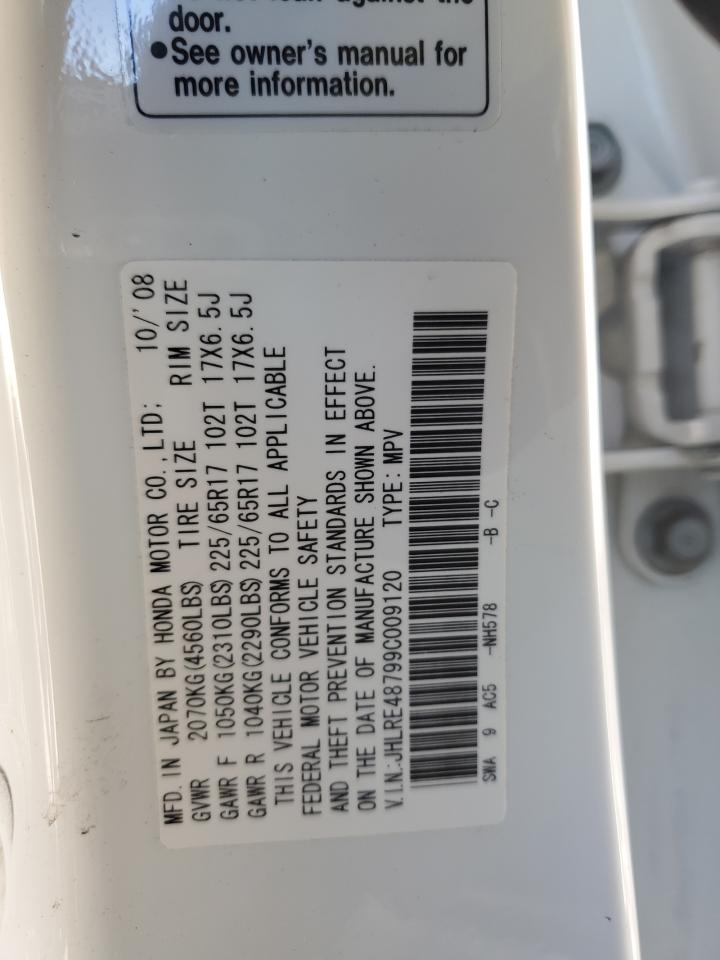 door.
•See owner's manual for
more information.
MFD. IN JAPAN BY HONDA MOTOR CO.,LTD; 10/'08
GVWR 2070KG(4560LBS) TIRE SIZE RIM SIZE
GAWR F 1050KG(2310LBS) 225/65R17 102T 17X6.5J
GAWR R 1040KG(2290LBS) 225/65R17 102T 17X6.5J
THIS VEHICLE CONFORMS TO ALL APPLICABLE
FEDERAL MOTOR VEHICLE SAFETY
AND THEFT PREVENTION STANDARDS IN EFFECT
ON THE DATE OF MANUFACTURE SHOWN ABOVE.
V.I.N.:JHLRE48799C009120 TYPE: MPV
SWA 9 AC5 -NH578 -B -C